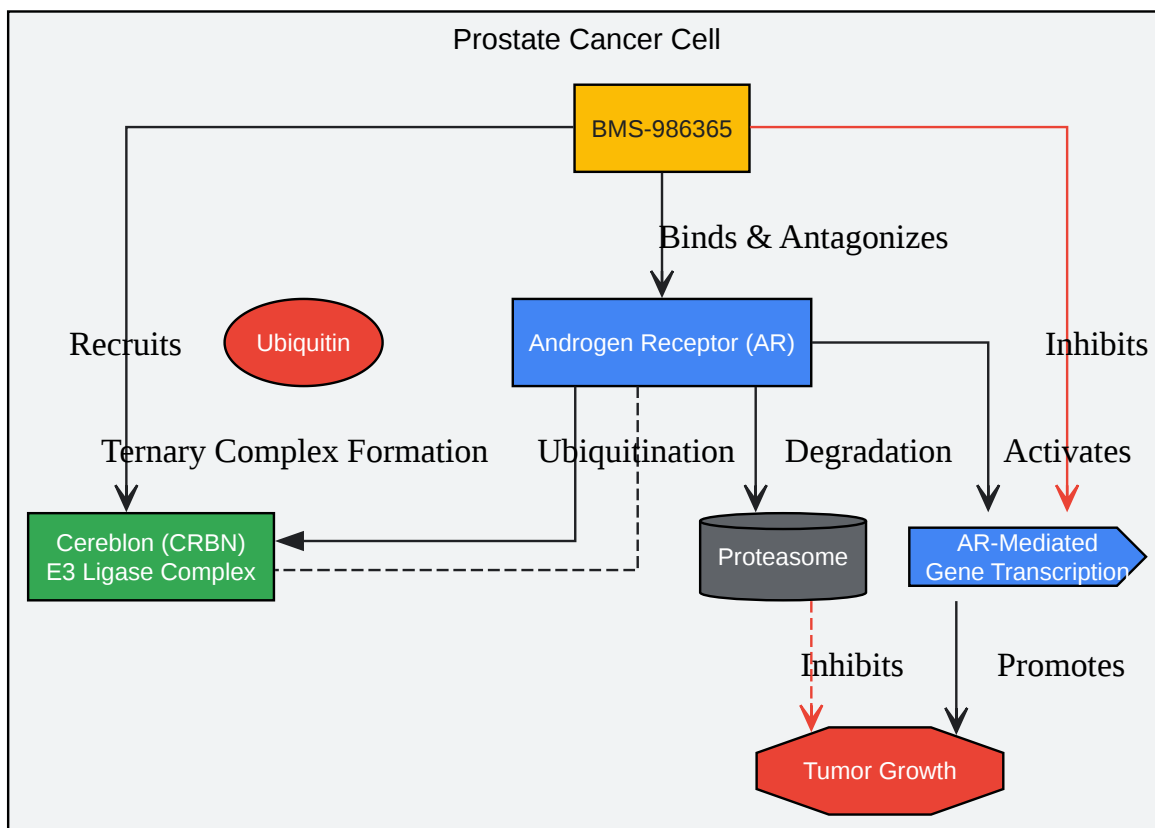 Prostate Cancer Cell
BMS-986365
Binds & Antagonizes
Recruits
Ubiquitin
Androgen Receptor (AR)
Inhibits
Ternary Complex Formation
Ubiquitination
Degradation
Activates
Cereblon (CRBN)
E3 Ligase Complex
Proteasome
AR-Mediated
Gene Transcription
Inhibits
Promotes
Tumor Growth